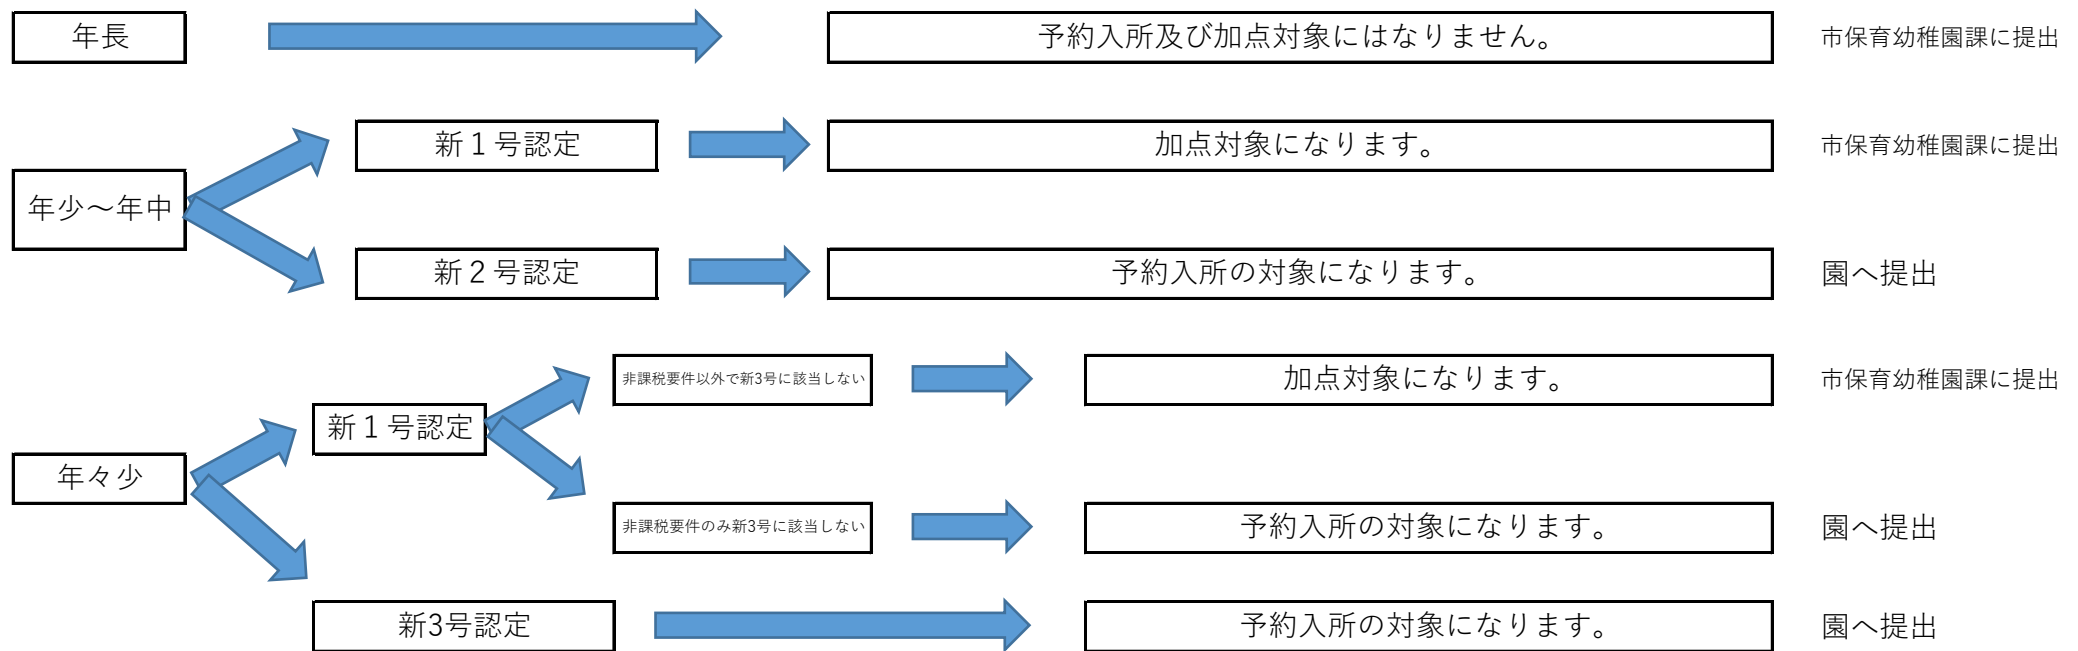 年長
予約入所及び加点対象にはなりません。
市保育幼稚園課に提出
新１号認定
加点対象になります。
市保育幼稚園課に提出
年少～年中
新２号認定
予約入所の対象になります。
園へ提出
非課税要件以外で新3号に該当しない
加点対象になります。
市保育幼稚園課に提出
新１号認定
年々少
非課税要件のみ新3号に該当しない
予約入所の対象になります。
園へ提出
新3号認定
予約入所の対象になります。
園へ提出